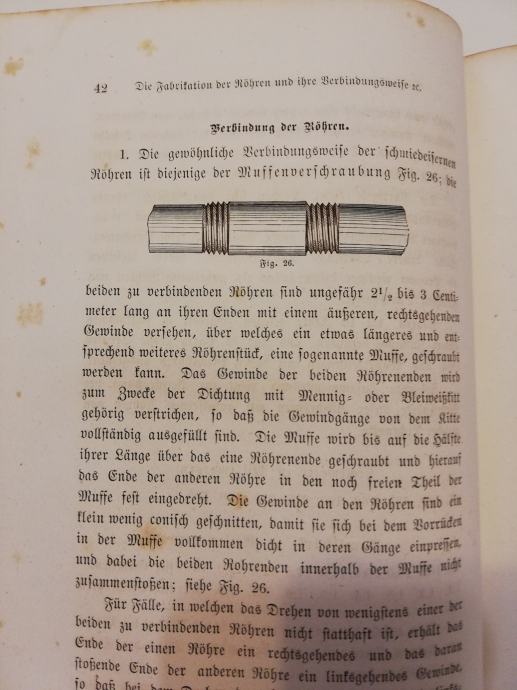 42 Die Fabrikation der Röhren und ihre Verbindungsweise ꝛc.
Verbindung der Röhren.
1. Die gewöhnliche Verbindungsweise der schmiedeisernen
Röhren ist diejenige der Muffenverschraubung Fig. 26; die
Fig. 26.
beiden zu verbindenden Röhren sind ungefähr 2¹/₂ bis 3 Centi-
meter lang an ihren Enden mit einem äußeren, rechtsgehenden
Gewinde versehen, über welches ein etwas längeres und ent-
sprechend weiteres Röhrenstück, eine sogenannte Muffe, geschraubt
werden kann. Das Gewinde der beiden Röhrenenden wird
zum Zwecke der Dichtung mit Mennig- oder Bleiweißkitt
gehörig verstrichen, so daß die Gewindgänge von dem Kitte
vollständig ausgefüllt sind. Die Muffe wird bis auf die Hälfte
ihrer Länge über das eine Röhrenende geschraubt und hierauf
das Ende der anderen Röhre in den noch freien Theil der
Muffe fest eingedreht. Die Gewinde an den Röhren sind ein
klein wenig conisch geschnitten, damit sie sich bei dem Vorrücken
in der Muffe vollkommen dicht in deren Gänge einpressen,
und dabei die beiden Rohrenden innerhalb der Muffe nicht
zusammenstoßen; siehe Fig. 26.
Für Fälle, in welchen das Drehen von wenigstens einer der
beiden zu verbindenden Röhren nicht statthaft ist, erhält das
Ende der einen Röhre ein rechtsgehendes und das daran
stoßende Ende der anderen Röhre ein linksgehendes Gewinde,
so daß bei dem